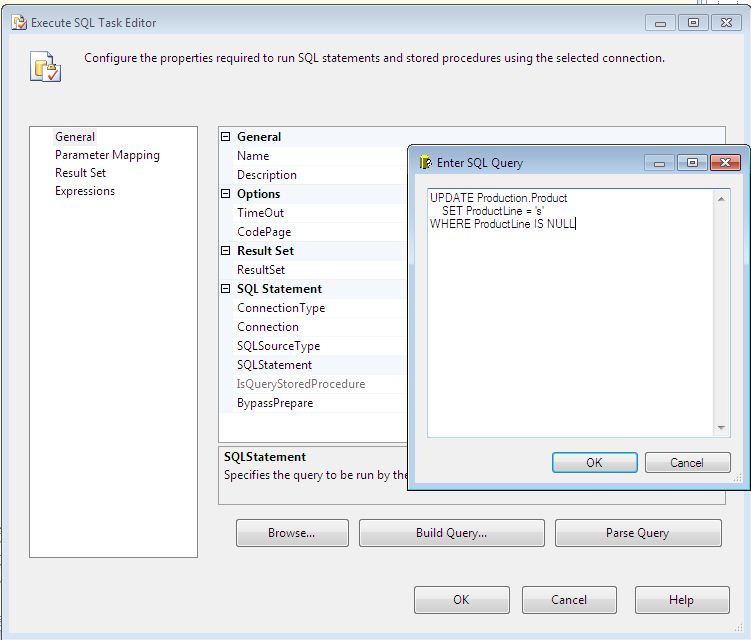 Execute SQL Task Editor
Configure the properties required to run SQL statements and stored procedures using the selected connection.
General
Parameter Mapping
Result Set
Expressions
General
Name
Description
Options
TimeOut
CodePage
Result Set
ResultSet
SQL Statement
ConnectionType
Connection
SQLSourceType
SQLStatement
IsQueryStoredProcedure
BypassPrepare
SQLStatement
Specifies the query to be run by the
Enter SQL Query
UPDATE Production.Product
SET ProductLine = 's'
WHERE ProductLine IS NULL
OK
Cancel
Browse...
Build Query...
Parse Query
OK
Cancel
Help